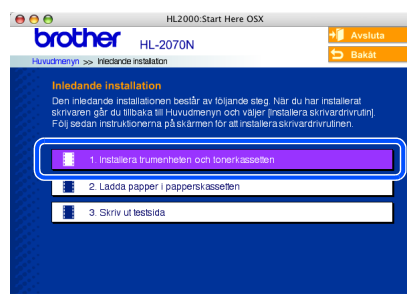 HL2000:Start Here OSX
brother HL-2070N
Avsluta
Bakåt
Huvudmenyn >> Inledande installation
Inledande installation
Den inledande installationen består av följande steg. När du har installerat
skrivaren går du tillbaka till Huvudmenyn och väljer [Installera skrivardrivrutin].
Följ sedan instruktionerna på skärmen för att installera skrivardrivrutinen.
1. Installera trumenheten och tonerkassetten
2. Ladda papper i papperskassetten
3. Skriv ut testsida